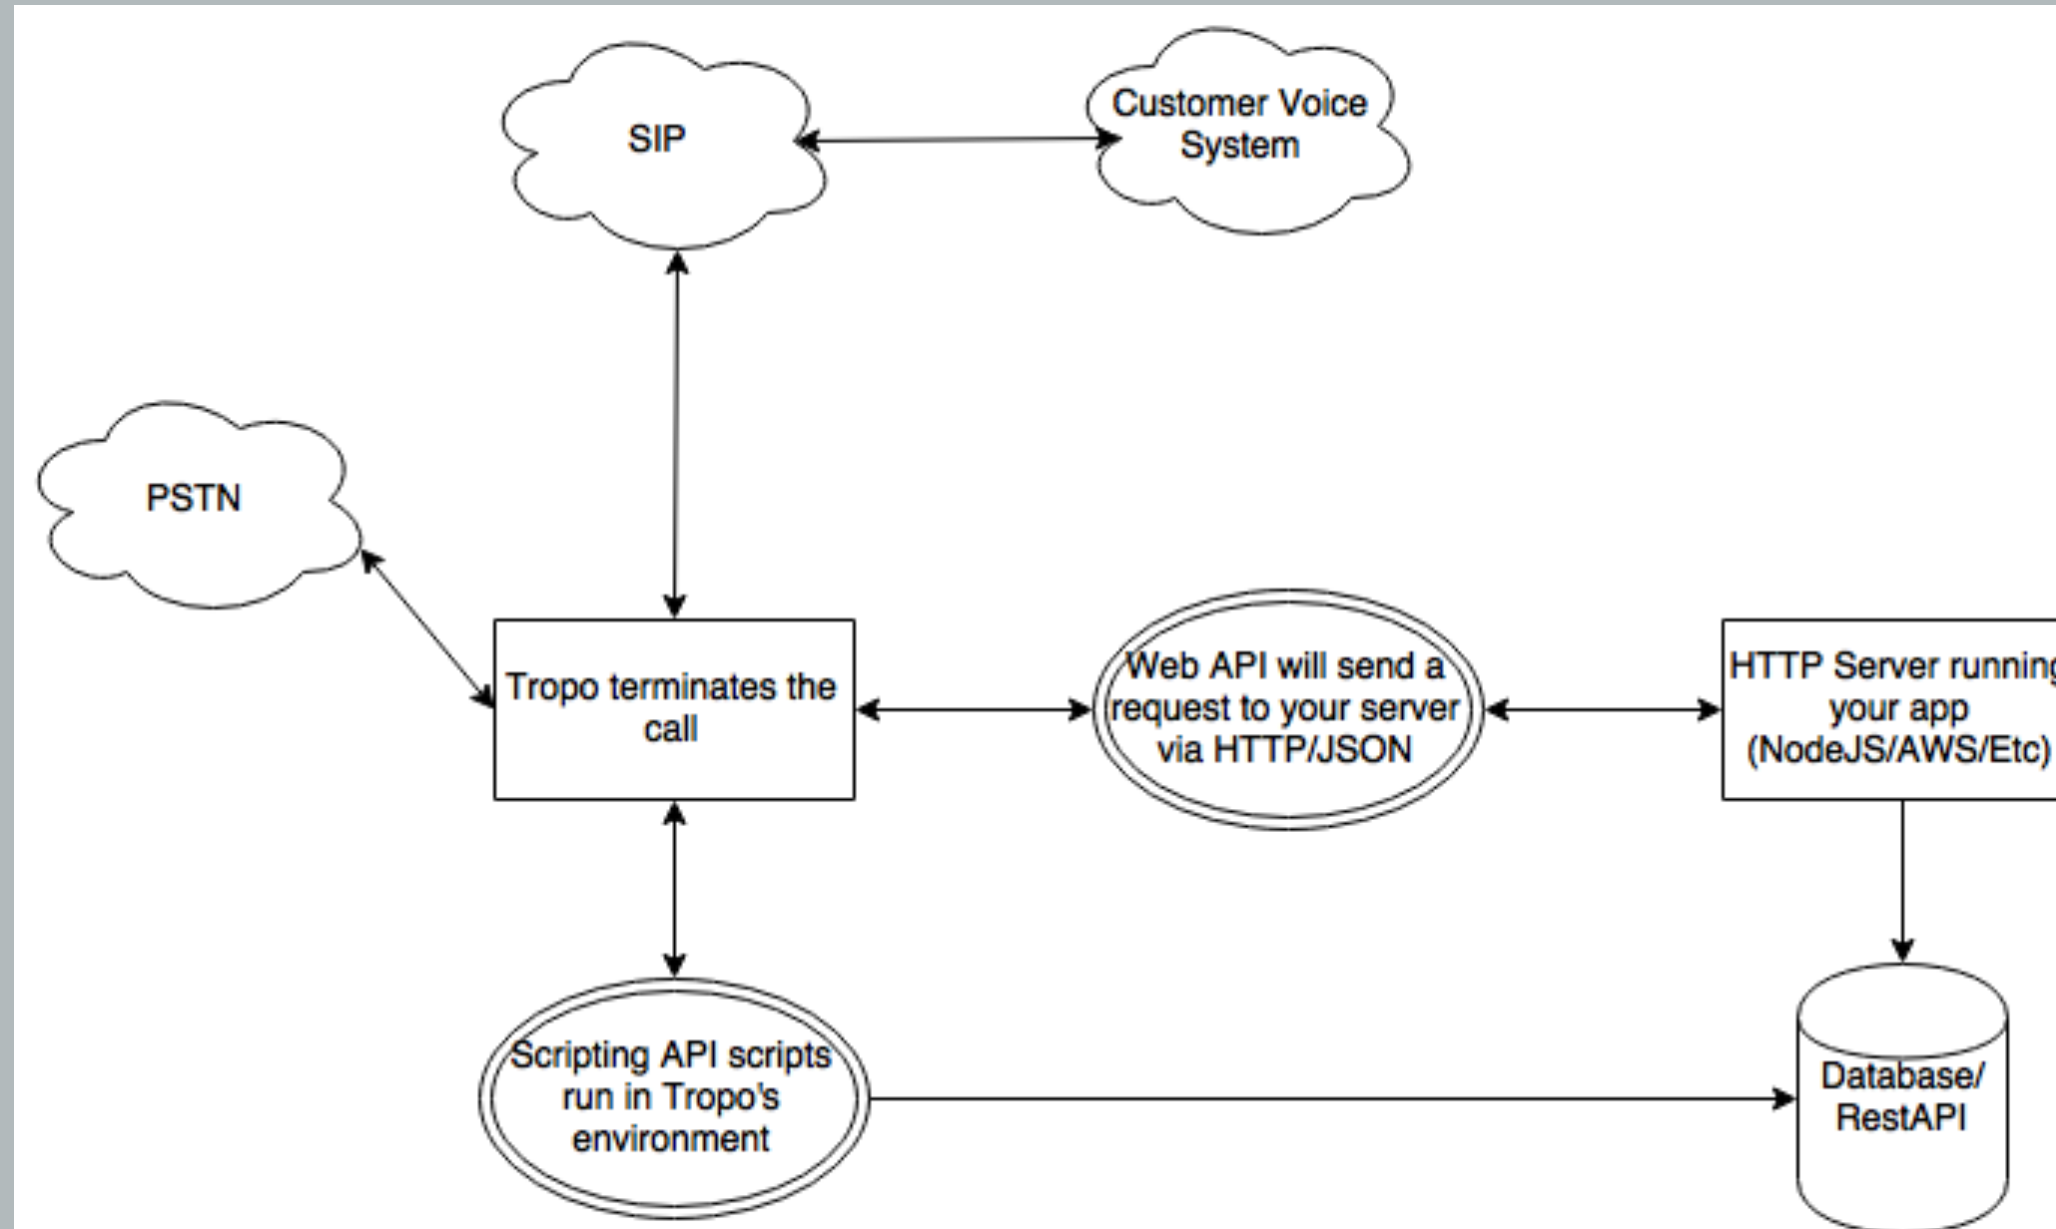 SIP
Customer Voice
System
PSTN
Tropo terminates the
call
Web API will send a
request to your server
via HTTP/JSON
HTTP Server running
your app
(NodeJS/AWS/Etc)
Scripting API scripts
run in Tropo's
environment
Database/
RestAPI